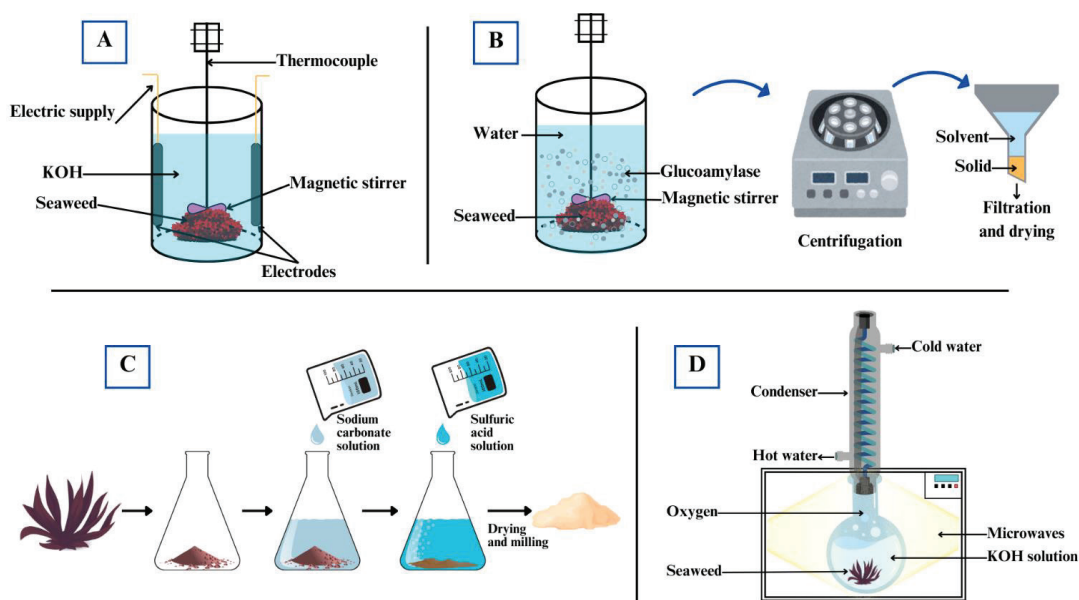 A
Thermocouple
Electric supply
KOH
Magnetic stirrer
Seaweed
Electrodes
B
Water
Glucoamylase
Magnetic stirrer
Seaweed
Centrifugation
Solvent
Solid
Filtration
and drying
C
Sodium
carbonate
solution
Sulfuric
acid
solution
Drying
and milling
D
Cold water
Condenser
Hot water
Oxygen
Microwaves
KOH solution
Seaweed